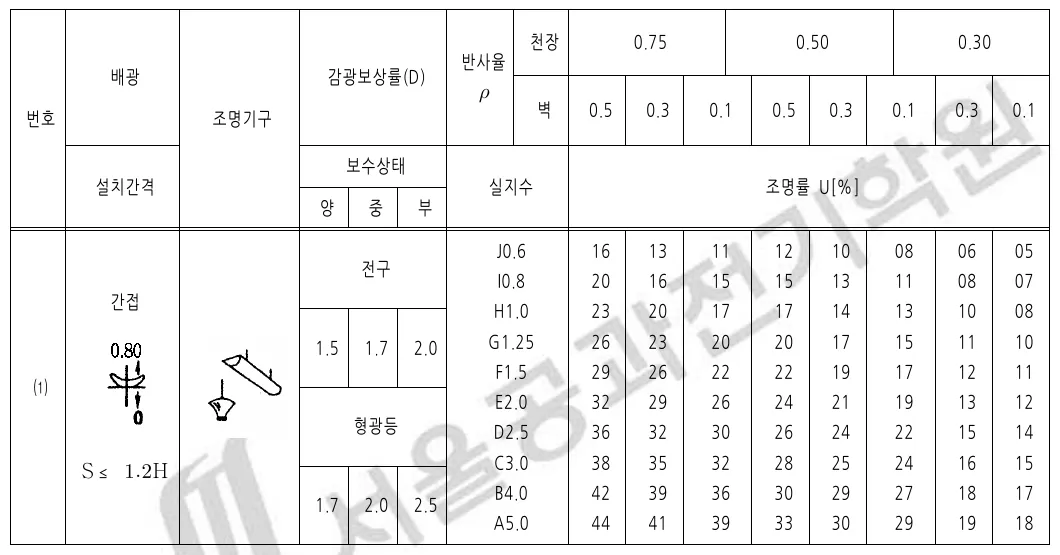 번호 배광 조명기구 감광보상률(D) 반사율 ρ 천장 0.75 0.50 0.30
벽 0.5 0.3 0.1 0.5 0.3 0.1 0.3 0.1
설치간격 보수상태 실지수 조명률 U[%]
양 중 부
(1) 간접 0.80 0 S ≤ 1.2H
전구
1.5 1.7 2.0
형광등
1.7 2.0 2.5
J0.6 16 13 11 12 10 08 06 05
I0.8 20 16 15 15 13 11 08 07
H1.0 23 20 17 17 14 13 10 08
G1.25 26 23 20 20 17 15 11 10
F1.5 29 26 22 22 19 17 12 11
E2.0 32 29 26 24 21 19 13 12
D2.5 36 32 30 26 24 22 15 14
C3.0 38 35 32 28 25 24 16 15
B4.0 42 39 36 30 29 27 18 17
A5.0 44 41 39 33 30 29 19 18
서울공과전기학원